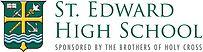 ST. EDWARD
HIGH SCHOOL
SPONSORED BY THE BROTHERS OF HOLY CROSS